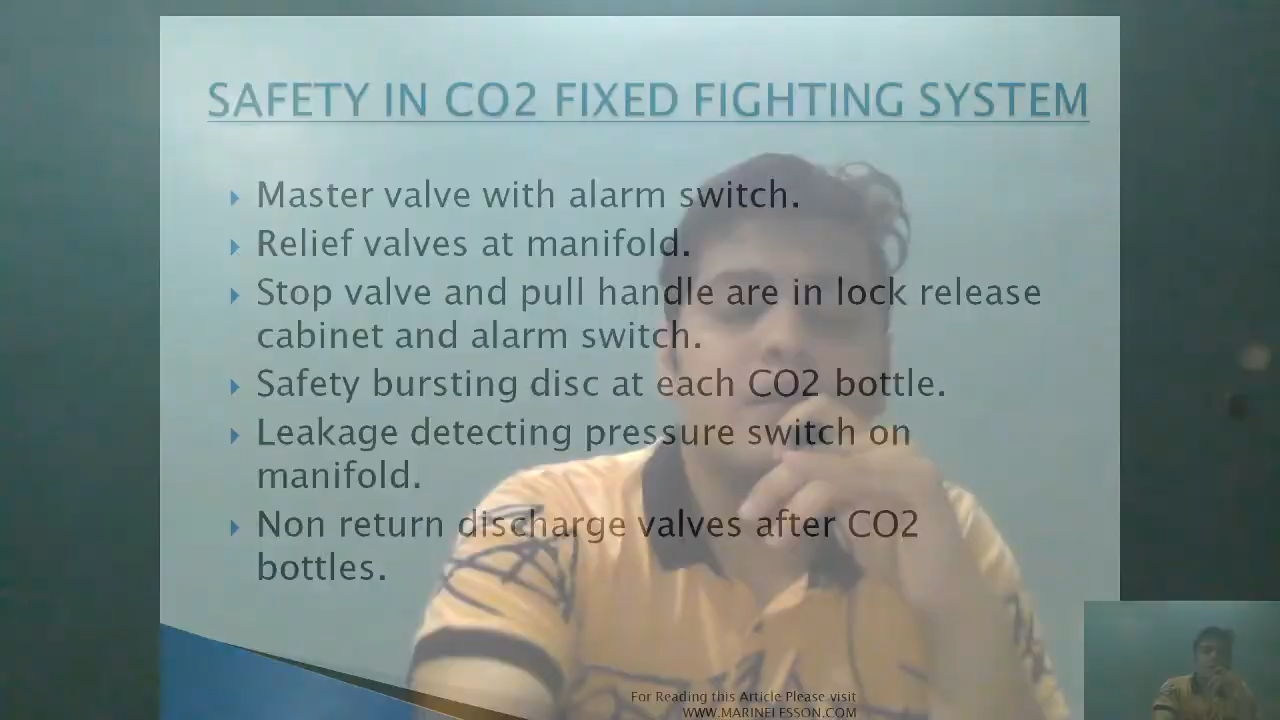 SAFETY IN CO2 FIXED FIGHTING SYSTEM
Master valve with alarm switch.
Relief valves at manifold.
Stop valve and pull handle are in lock release
cabinet and alarm switch.
Safety bursting disc at each CO2 bottle.
Leakage detecting pressure switch on
manifold.
Non return discharge valves after CO2
bottles.
For Reading this Article Please visit
WWW.MARINELESSON.COM